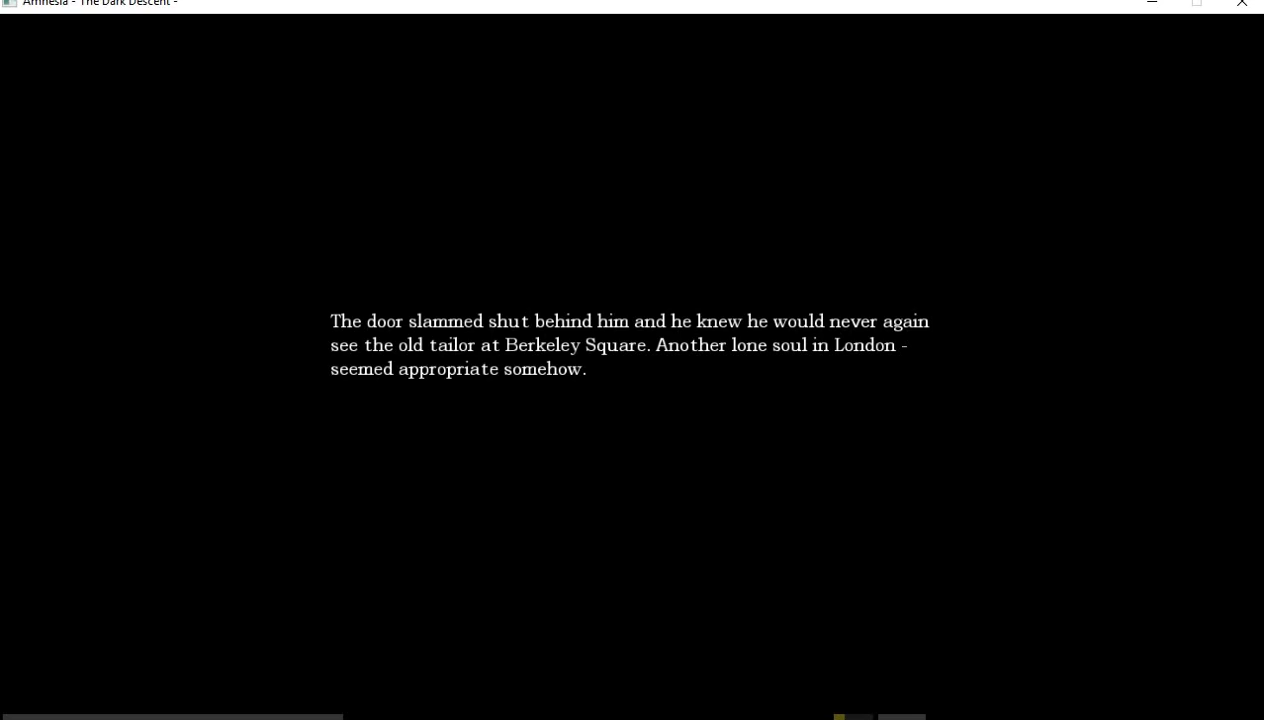 Amnesia - The Dark Descent -
The door slammed shut behind him and he knew he would never again
see the old tailor at Berkeley Square. Another lone soul in London -
seemed appropriate somehow.